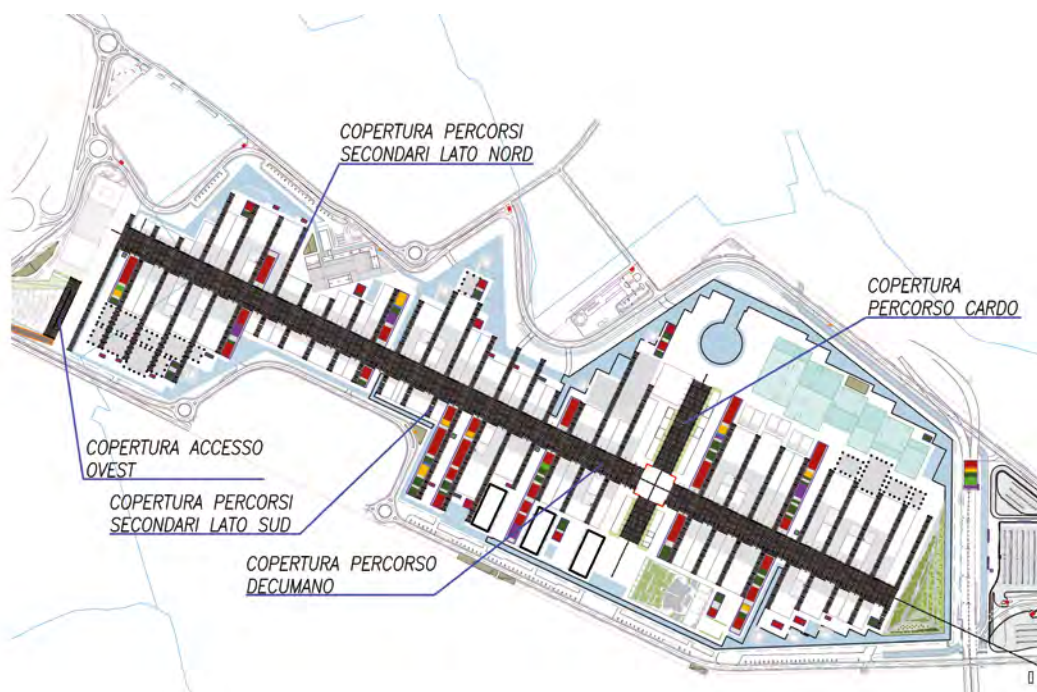 COPERTURA PERCORSI
SECONDARI LATO NORD
COPERTURA
PERCORSO CARDO
COPERTURA ACCESSO
OVEST
COPERTURA PERCORSI
SECONDARI LATO SUD
COPERTURA PERCORSO
DECUMANO